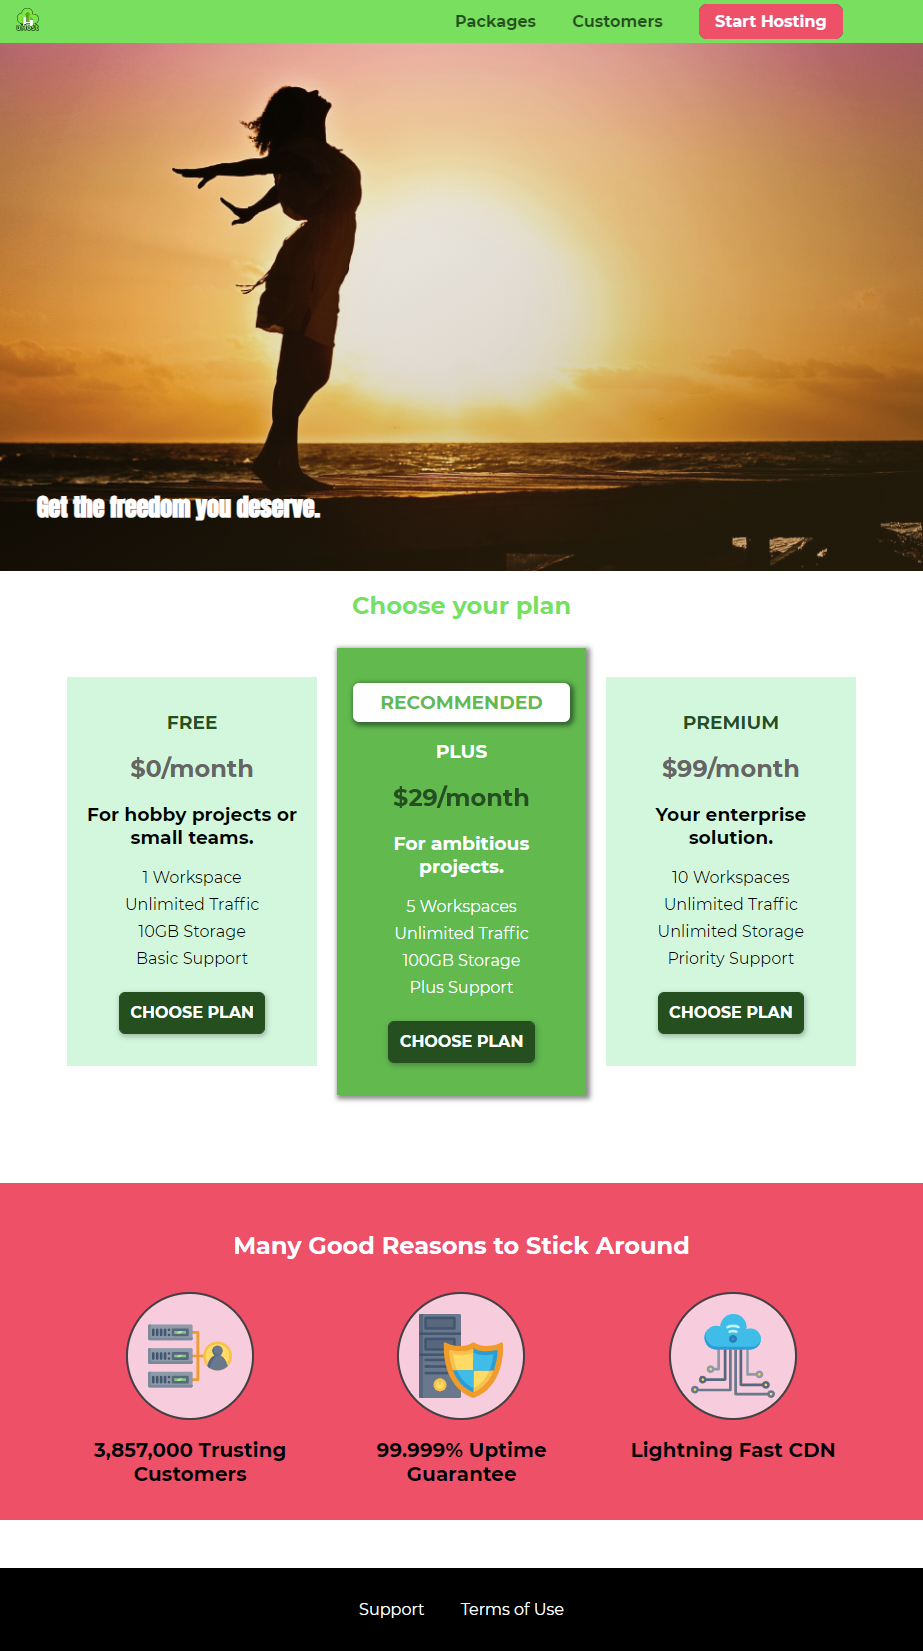 uHost
Packages Customers Start Hosting
Get the freedom you deserve.
Choose your plan
FREE
$0/month
For hobby projects or
small teams.
1 Workspace
Unlimited Traffic
10GB Storage
Basic Support
CHOOSE PLAN
RECOMMENDED
PLUS
$29/month
For ambitious
projects.
5 Workspaces
Unlimited Traffic
100GB Storage
Plus Support
CHOOSE PLAN
PREMIUM
$99/month
Your enterprise
solution.
10 Workspaces
Unlimited Traffic
Unlimited Storage
Priority Support
CHOOSE PLAN
Many Good Reasons to Stick Around
3,857,000 Trusting
Customers
99.999% Uptime
Guarantee
Lightning Fast CDN
Support Terms of Use